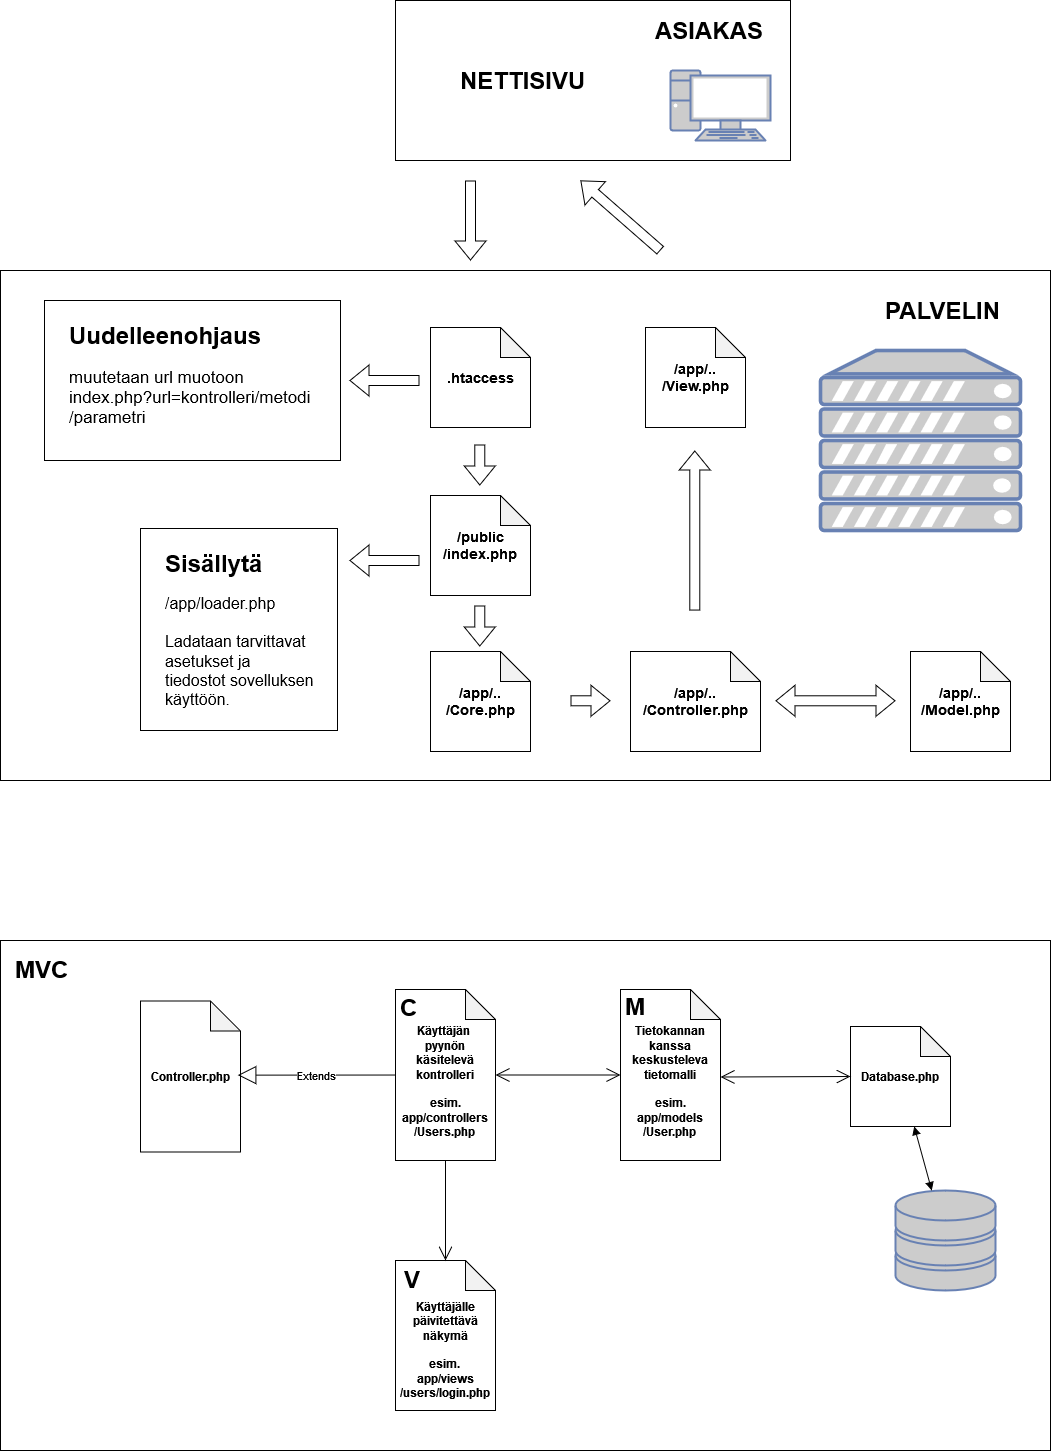 ASIAKAS
NETTISIVU
PALVELIN
Uudelleenohjaus
muutetaan url muotoon
index.php?url=kontrolleri/metodi
/parametri
.htaccess
/app/..
/View.php
/public
/index.php
Sisällytä
/app/loader.php
Ladataan tarvittavat
asetukset ja
tiedostot sovelluksen
käyttöön.
/app/..
/Core.php
/app/..
/Controller.php
/app/..
/Model.php
MVC
Controller.php
Extends
C
Käyttäjän
pyynön
käsitelevä
kontrolleri
esim.
app/controllers
/Users.php
M
Tietokannan
kanssa
keskusteleva
tietomalli
esim.
app/models
/User.php
Database.php
V
Käyttäjälle
päivitettävä
näkymä
esim.
app/views
/users/login.php